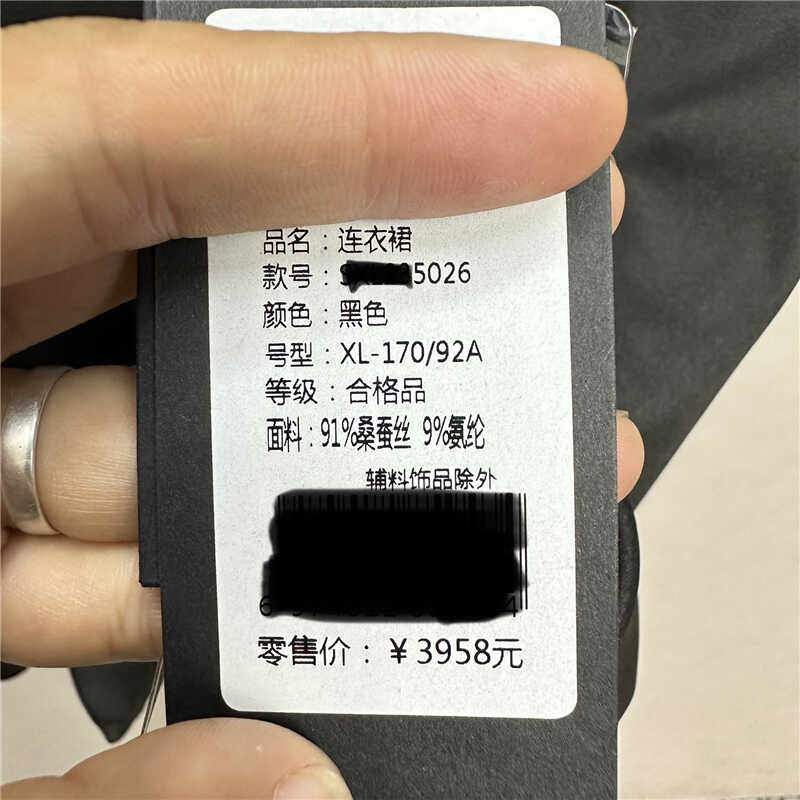 品名：连衣裙
款号：5026
颜色：黑色
号型：XL-170/92A
等级：合格品
面料：91%桑蚕丝 9%氨纶
辅料饰品除外
零售价：￥3958元